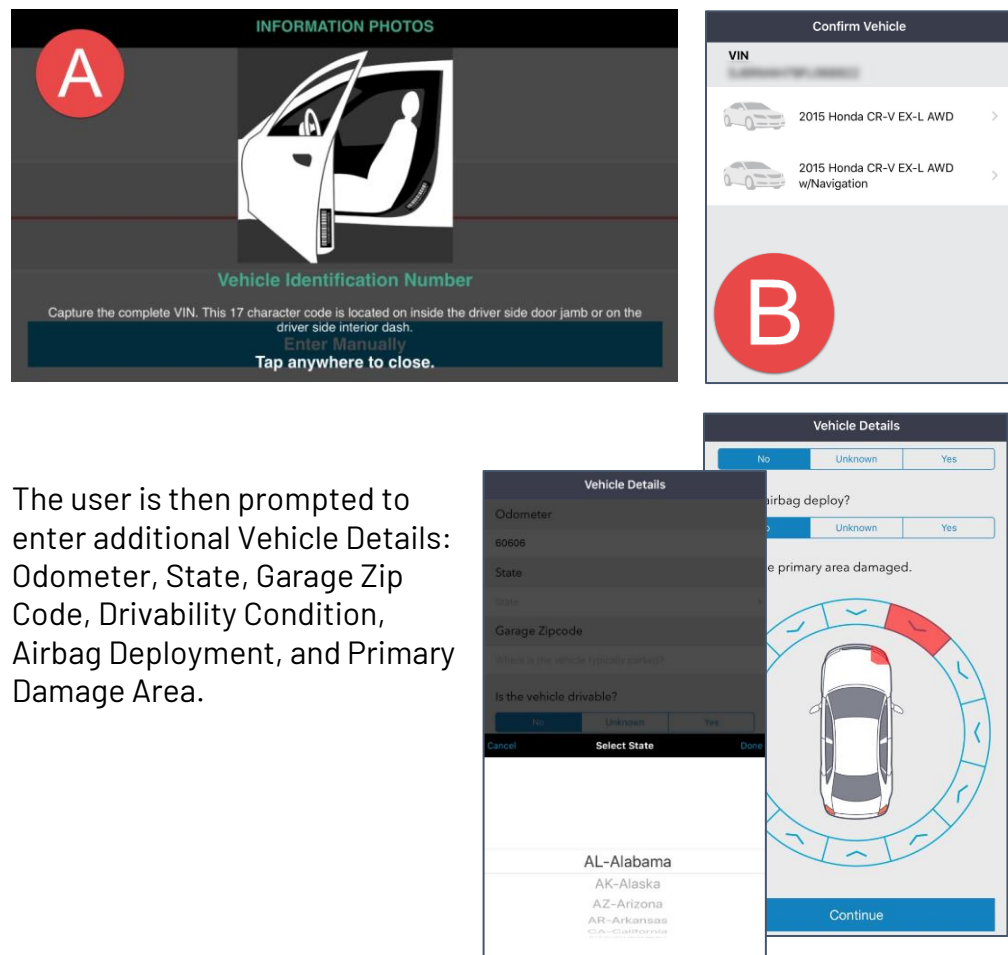 INFORMATION PHOTOS
A
Vehicle Identification Number
Capture the complete VIN. This 17 character code is located on inside the driver side door jamb or on the
driver side interior dash.
Enter Manually
Tap anywhere to close.
Confirm Vehicle
VIN
2015 Honda CR-V EX-L AWD
2015 Honda CR-V EX-L AWD
w/Navigation
B
The user is then prompted to
enter additional Vehicle Details:
Odometer, State, Garage Zip
Code, Drivability Condition,
Airbag Deployment, and Primary
Damage Area.
Vehicle Details
Odometer
60606
State
State
Garage Zipcode
Where is the vehicle typically parked?
Is the vehicle drivable?
No Unknown Yes
Cancel Select State Done
AL-Alabama
AK-Alaska
AZ-Arizona
AR-Arkansas
CA-California
Vehicle Details
No Unknown Yes
airbag deploy?
Unknown Yes
primary area damaged.
Continue